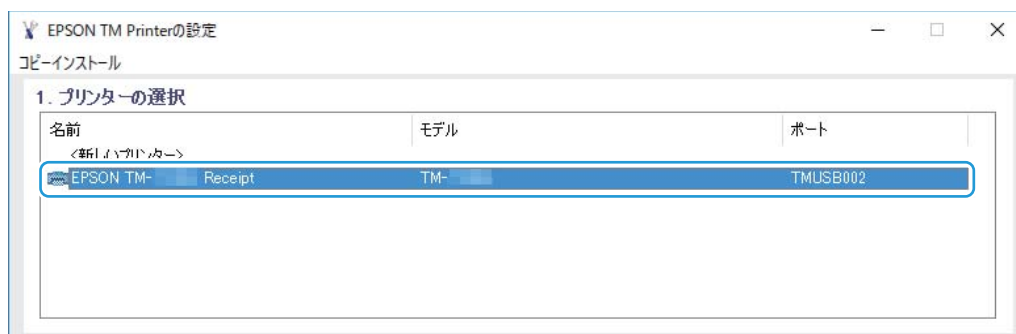 EPSON TM Printerの設定
コピーインストール
1. プリンターの選択
名前 モデル ポート
<新しいプリンター>
EPSON TM- Receipt TM- TMUSB002